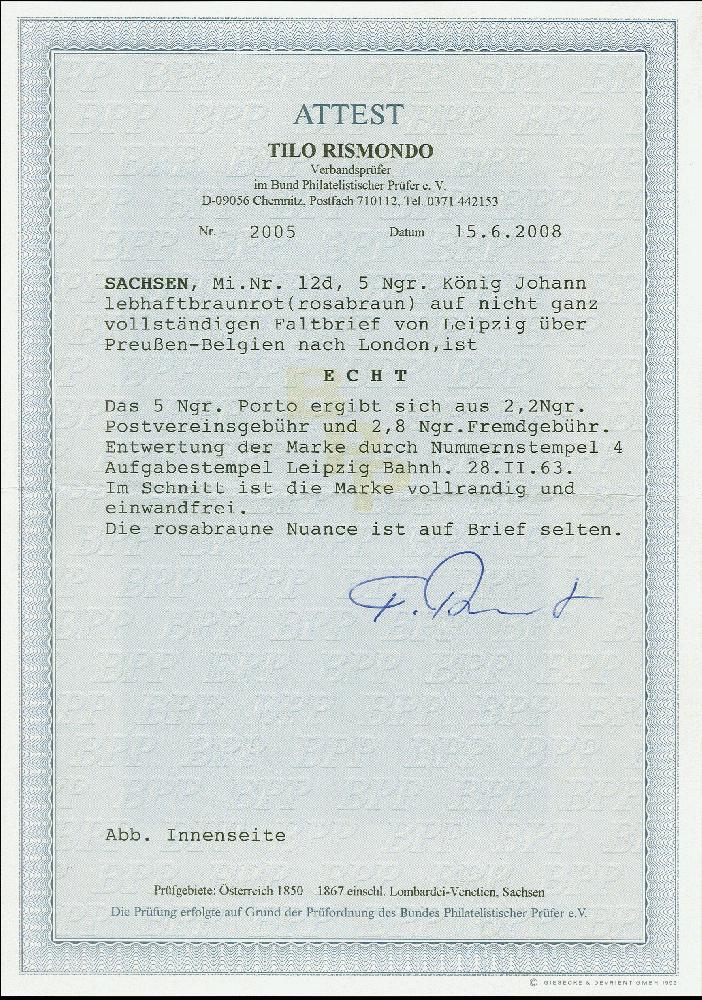 ATTEST
TILO RISMONDO
Verbandsprüfer
im Bund Philatelistischer Prüfer e. V.
D-09056 Chemnitz, Postfach 710112, Tel. 0371 442153
Nr. 2005 Datum 15.6.2008
SACHSEN, Mi.Nr. 12d, 5 Ngr. König Johann
lebhaftbraunrot(rosabraun) auf nicht ganz
vollständigen Faltbrief von Leipzig über
Preußen-Belgien nach London,ist
E C H T
Das 5 Ngr. Porto ergibt sich aus 2,2Ngr.
Postvereinsgebühr und 2,8 Ngr.Fremdgebühr.
Entwertung der Marke durch Nummernstempel 4
Aufgabestempel Leipzig Bahnh. 28.II.63.
Im Schnitt ist die Marke vollrandig und
einwandfrei.
Die rosabraune Nuance ist auf Brief selten.
Abb. Innenseite
Prüfgebiete: Österreich 1850 - 1867 einschl. Lombardei-Venetien, Sachsen
Die Prüfung erfolgte auf Grund der Prüfordnung des Bundes Philatelistischer Prüfer e.V.
© GIESECKE & DEVRIENT GMBH 1992